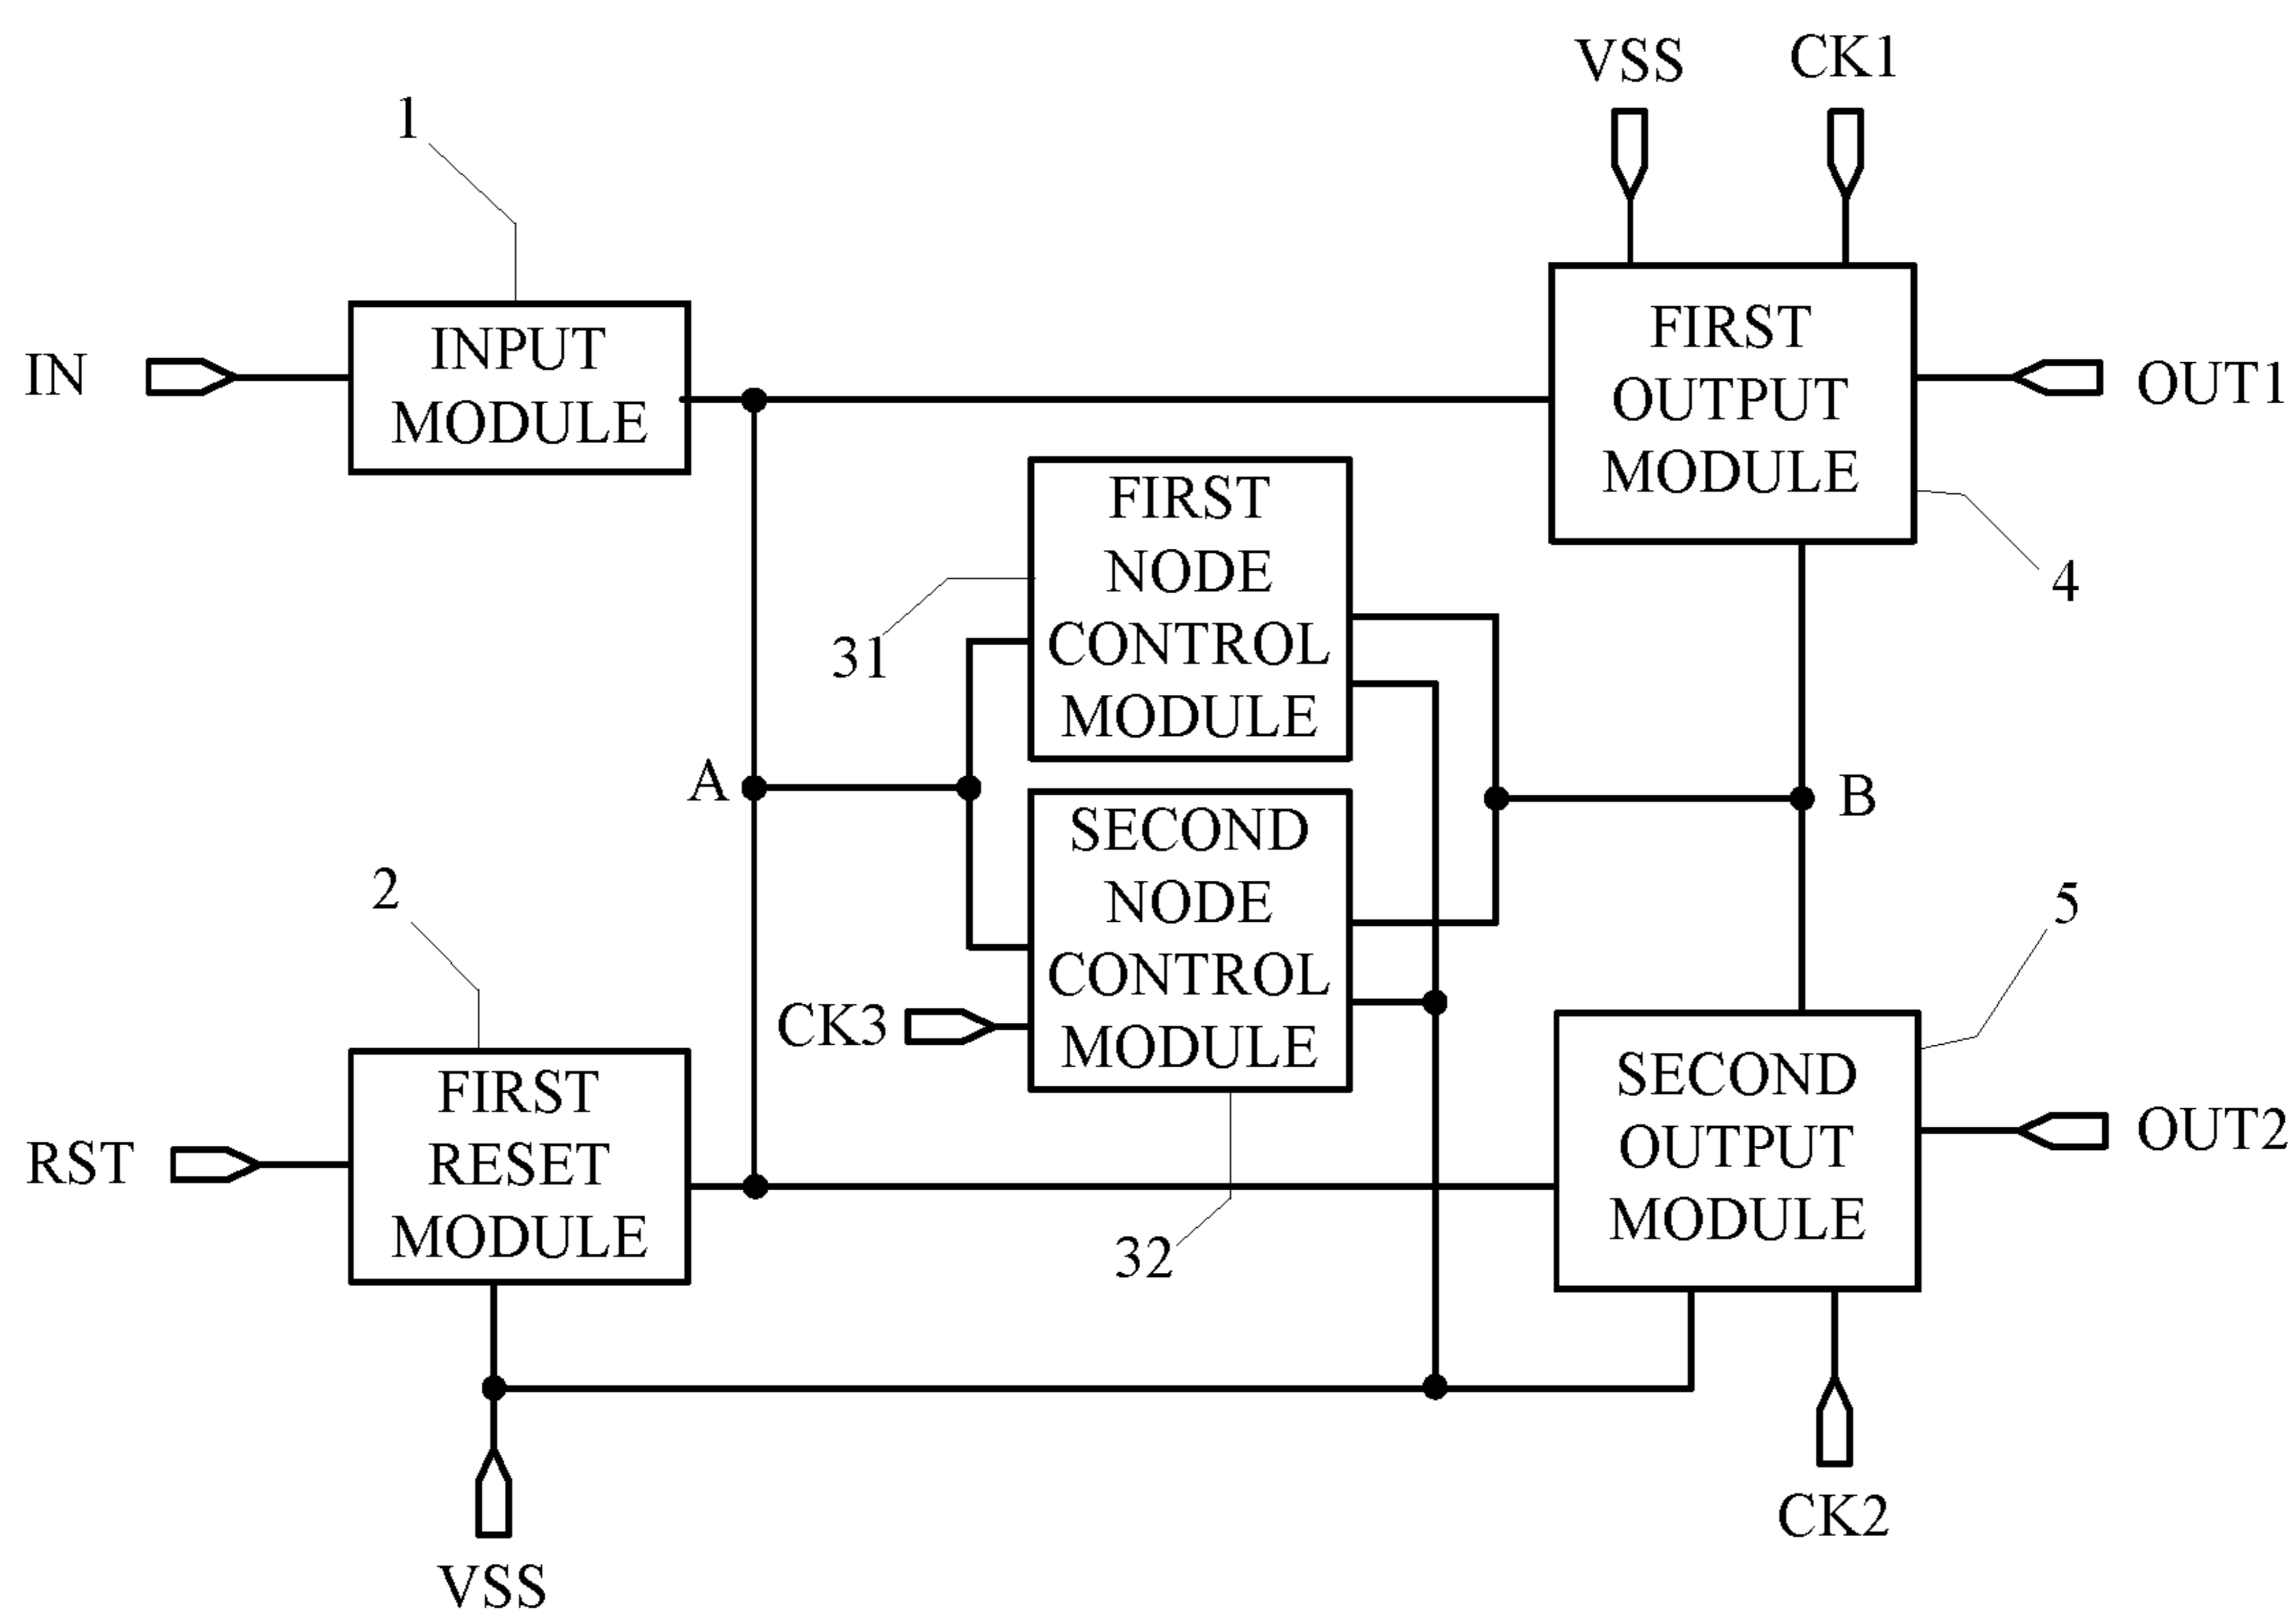 VSS
CK1
1
IN
INPUT
MODULE
FIRST
OUTPUT
MODULE
OUT1
4
FIRST
NODE
CONTROL
MODULE
31
A
B
SECOND
NODE
CONTROL
MODULE
CK3
32
2
RST
FIRST
RESET
MODULE
5
SECOND
OUTPUT
MODULE
OUT2
VSS
CK2